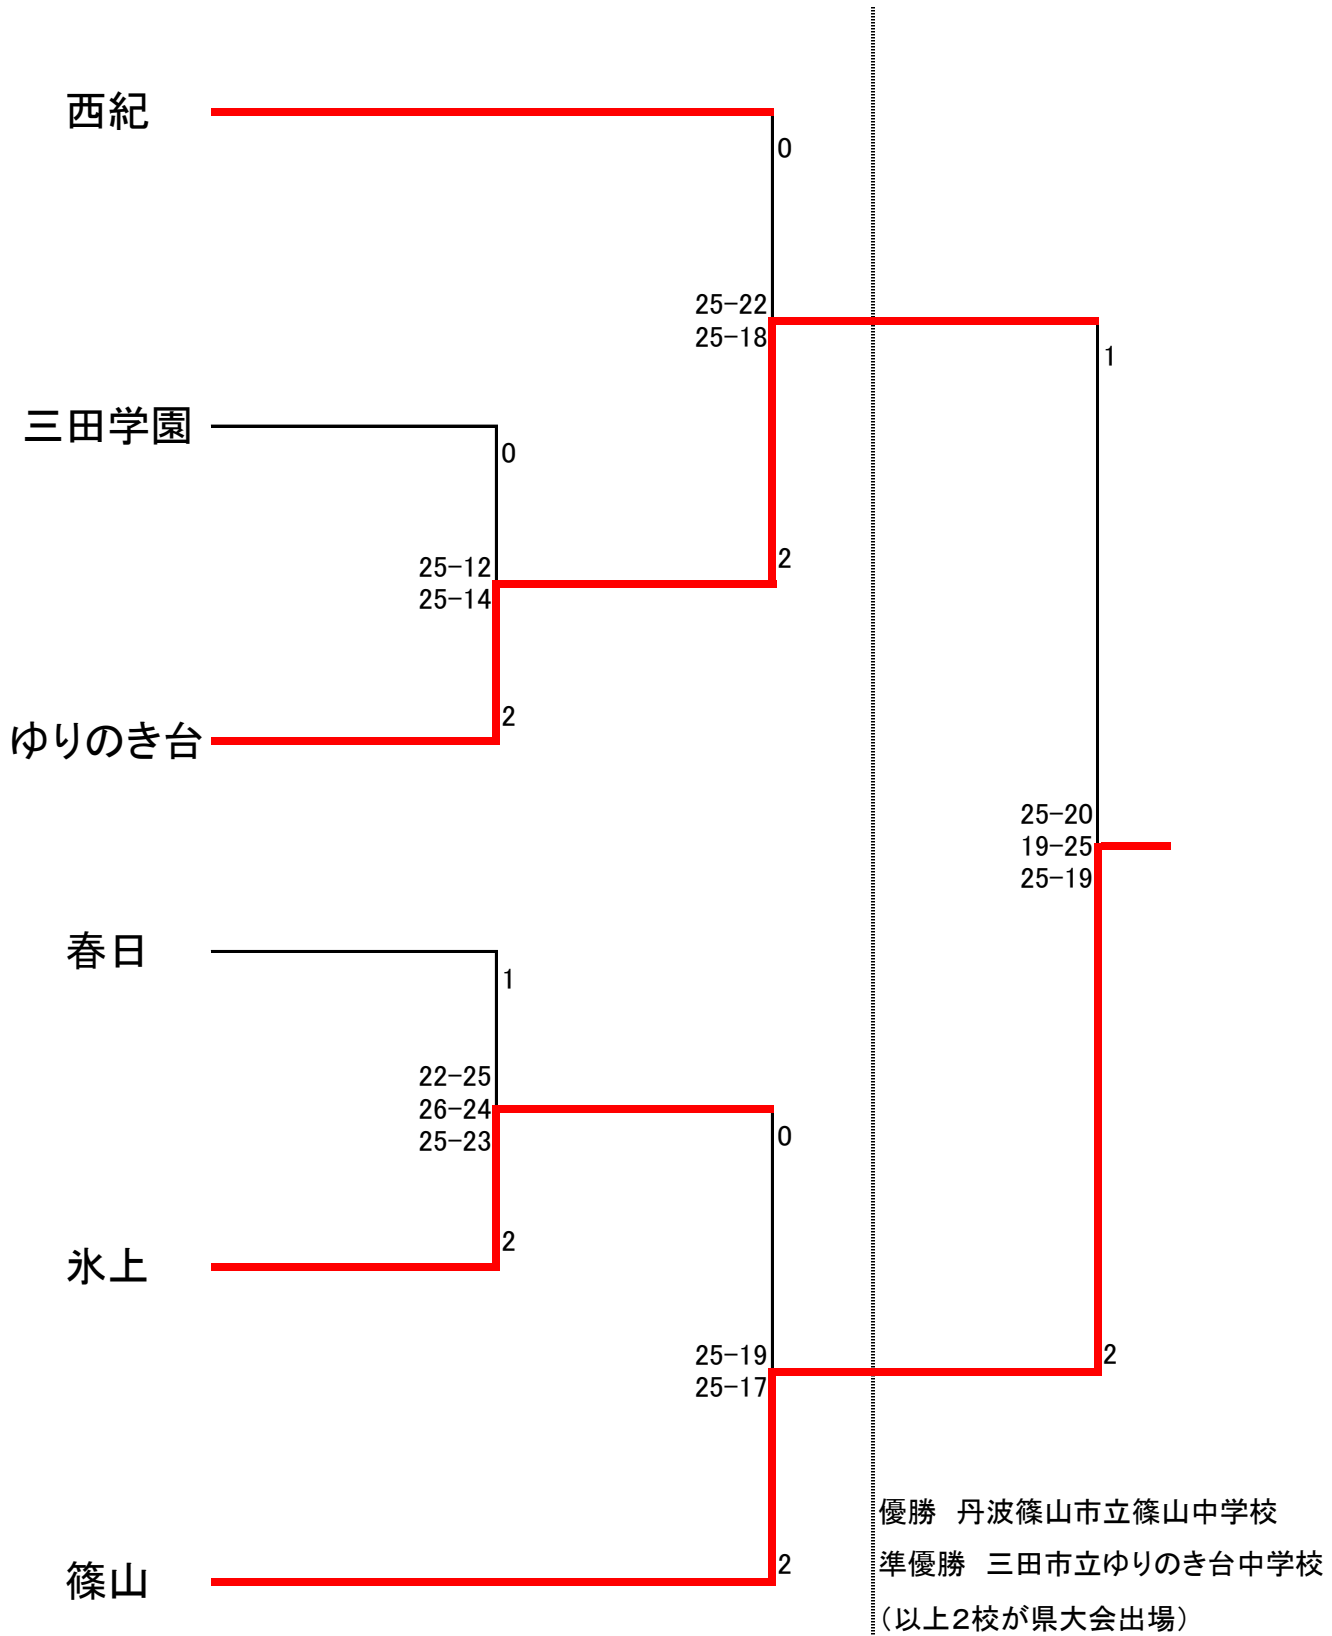 西紀
0
25-22
25-18
1
三田学園
0
25-12
25-14
2
2
ゆりのき台
25-20
19-25
25-19
春日
1
22-25
26-24
25-23
0
2
氷上
25-19
25-17
2
2
篠山
優勝　丹波篠山市立篠山中学校
準優勝　三田市立ゆりのき台中学校
（以上２校が県大会出場）